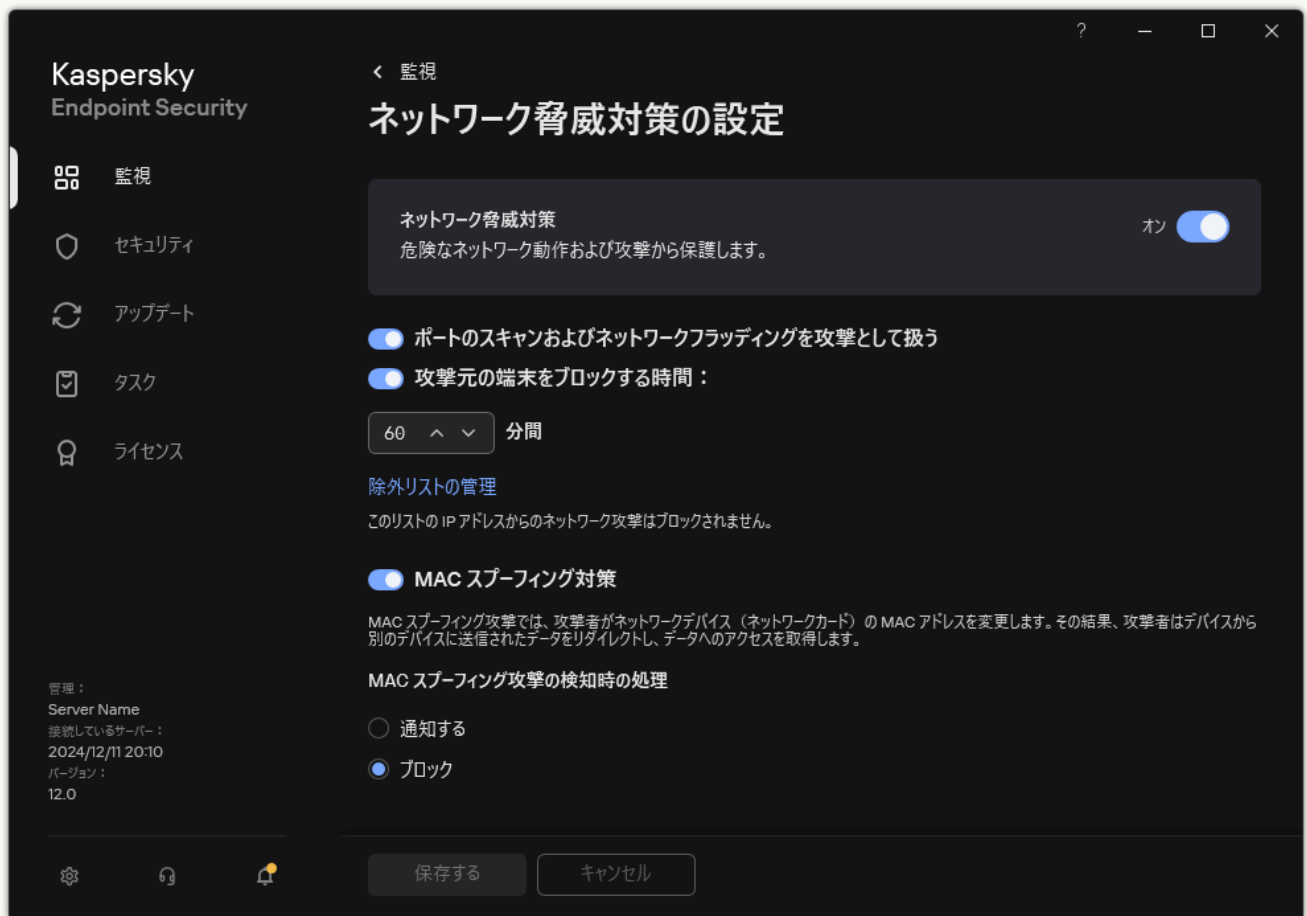 ?
Kaspersky
Endpoint Security
監視
セキュリティ
アップデート
タスク
ライセンス
管理：
Server Name
接続しているサーバー：
2024/12/11 20:10
バージョン：
12.0
監視
ネットワーク脅威対策の設定
ネットワーク脅威対策
危険なネットワーク動作および攻撃から保護します。
オン
ポートのスキャンおよびネットワークフラッディングを攻撃として扱う
攻撃元の端末をブロックする時間：
60 分間
除外リストの管理
このリストの IP アドレスからのネットワーク攻撃はブロックされません。
MAC スプーフィング対策
MAC スプーフィング攻撃では、攻撃者がネットワークデバイス（ネットワークカード）の MAC アドレスを変更します。その結果、攻撃者はデバイスから
別のデバイスに送信されたデータをリダイレクトし、データへのアクセスを取得します。
MAC スプーフィング攻撃の検知時の処理
通知する
ブロック
保存する
キャンセル